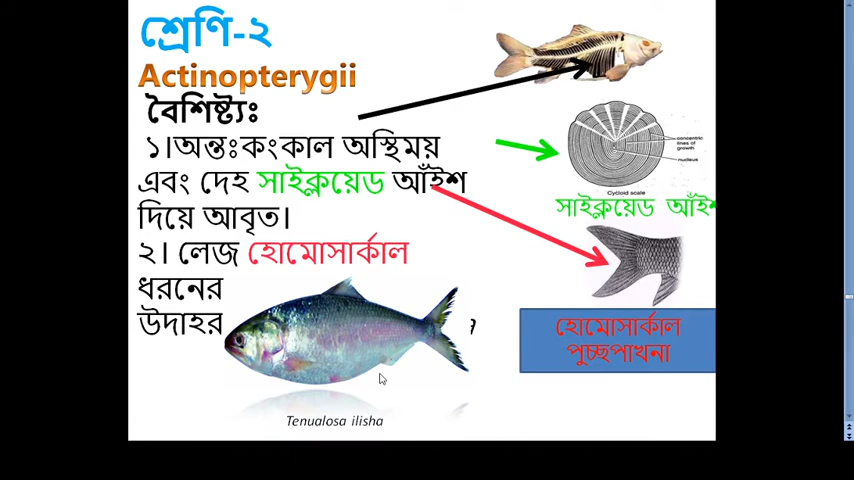 শ্রেণি-২
Actinopterygii
বৈশিষ্ট্যঃ
১।অন্তঃকংকাল অস্থিময়
এবং দেহ সাইক্লয়েড আঁইশ
দিয়ে আবৃত।
২। লেজ হোমোসার্কাল
ধরনের
উদাহর
concentric
lines of
growth
nucleus
Cycloid scale
সাইক্লয়েড আঁইশ
হোমোসার্কাল
পুচ্ছপাখনা
Tenualosa ilisha